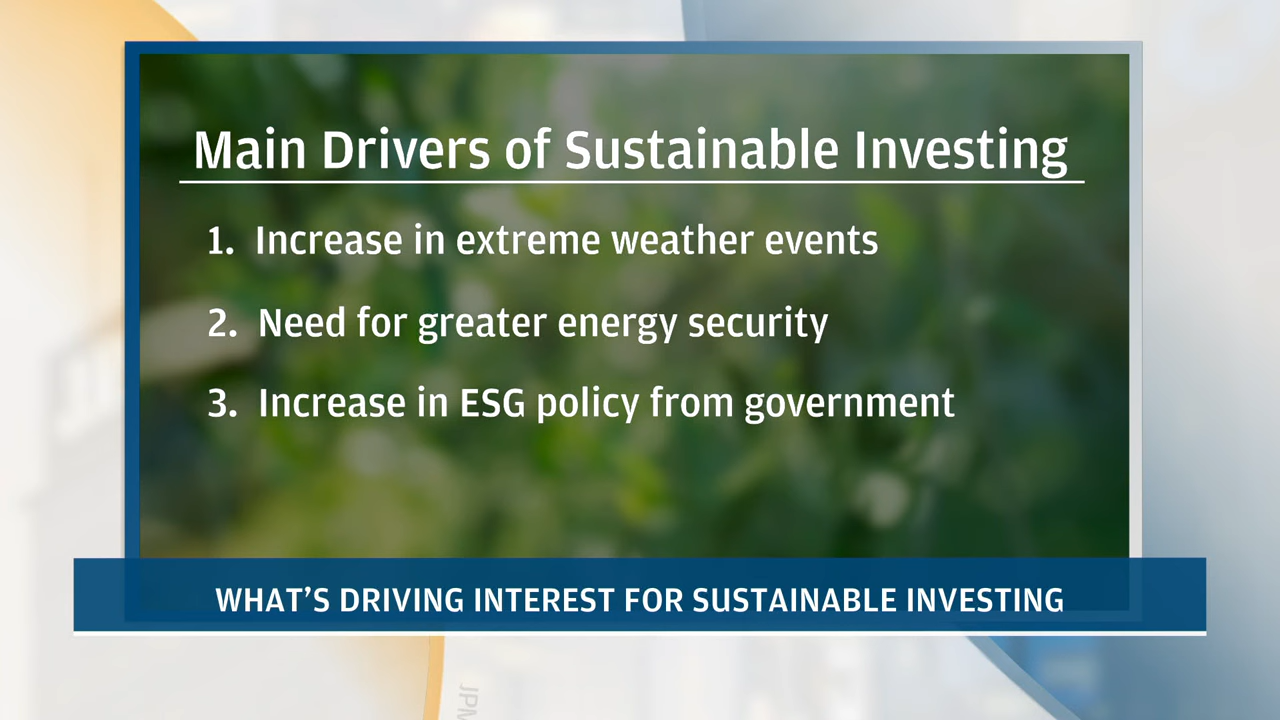 Main Drivers of Sustainable Investing
1. Increase in extreme weather events
2. Need for greater energy security
3. Increase in ESG policy from government
WHAT’S DRIVING INTEREST FOR SUSTAINABLE INVESTING